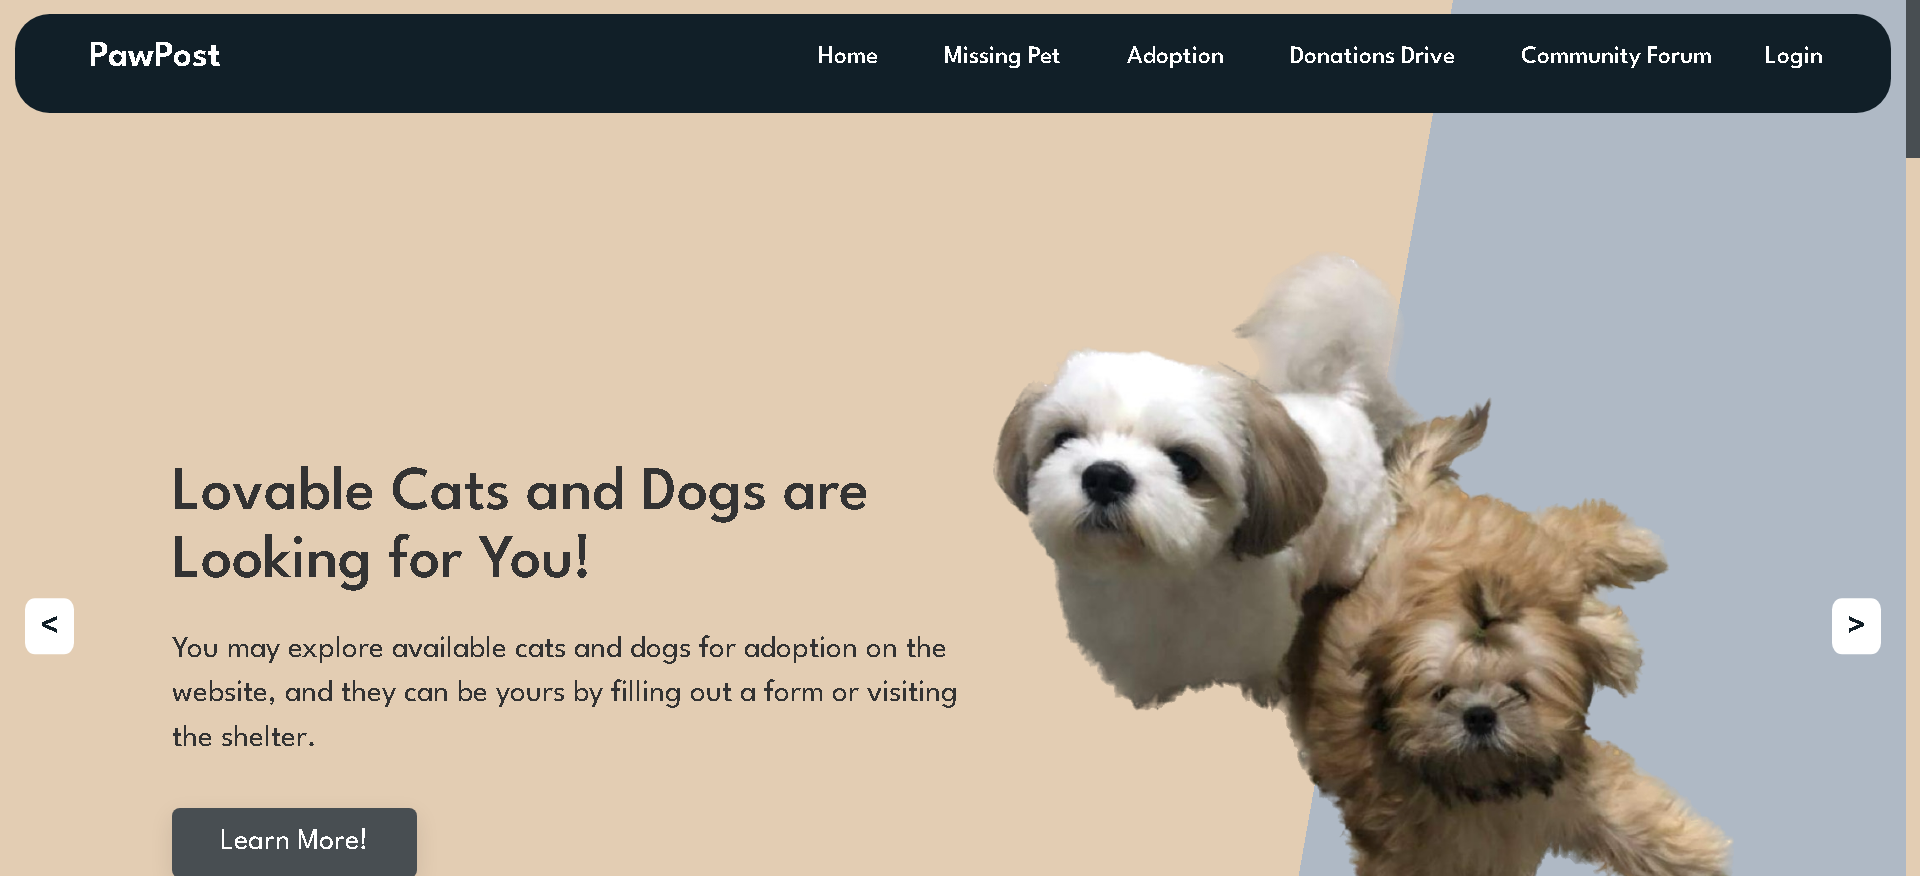 PawPost
Home Missing Pet Adoption Donations Drive Community Forum Login
Lovable Cats and Dogs are
Looking for You!
<
>
You may explore available cats and dogs for adoption on the
website, and they can be yours by filling out a form or visiting
the shelter.
Learn More!